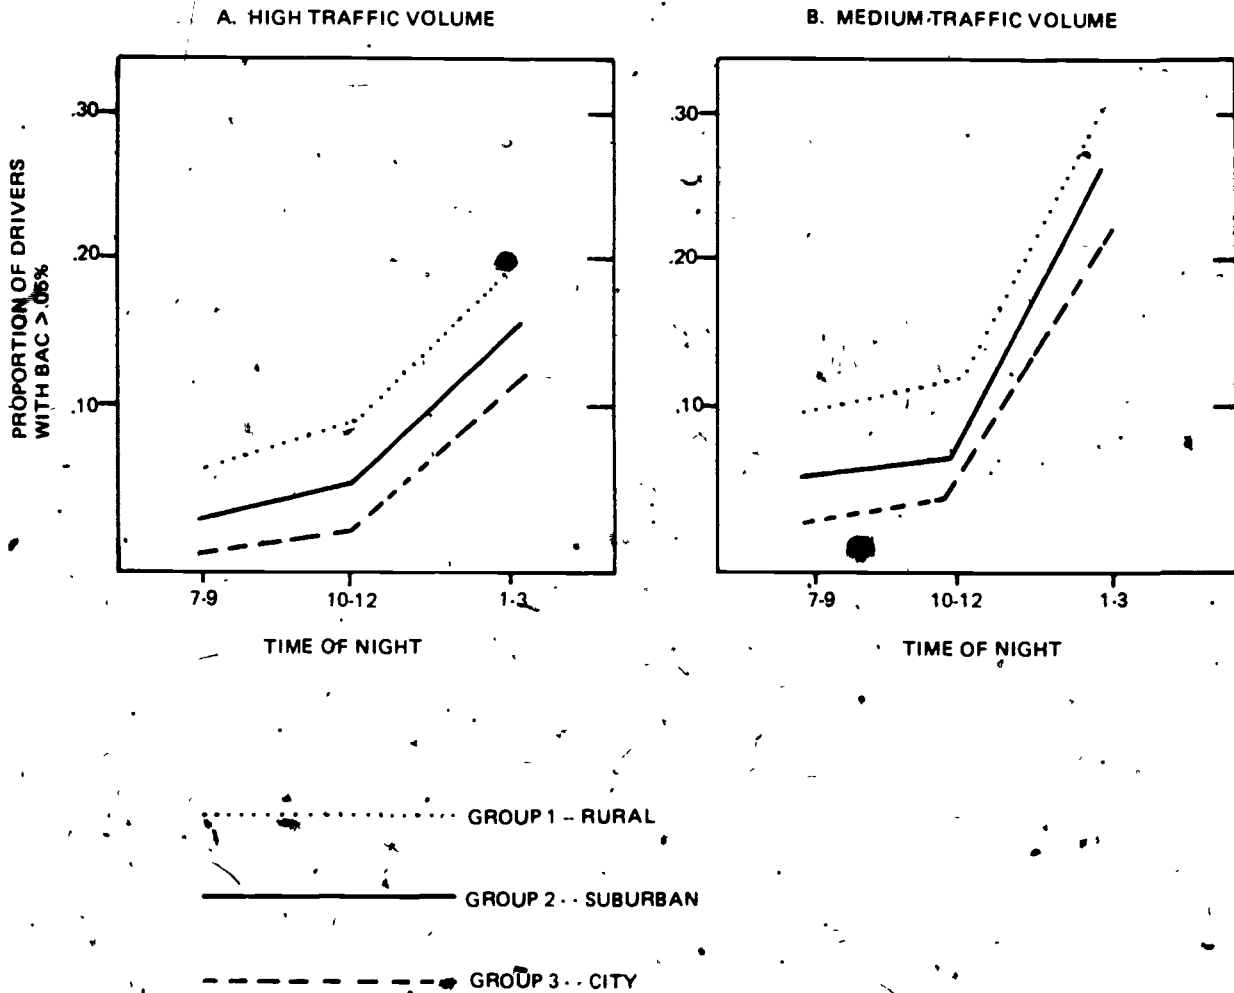 A. HIGH TRAFFIC VOLUME
B. MEDIUM TRAFFIC VOLUME
PROPORTION OF DRIVERS
WITH BAC >.05%
.30
.20
.10
7-9
10-12
1-3
TIME OF NIGHT
.30
.20
.10
7-9
10-12
1-3
TIME OF NIGHT
GROUP 1 -- RURAL
GROUP 2 -- SUBURBAN
GROUP 3 -- CITY